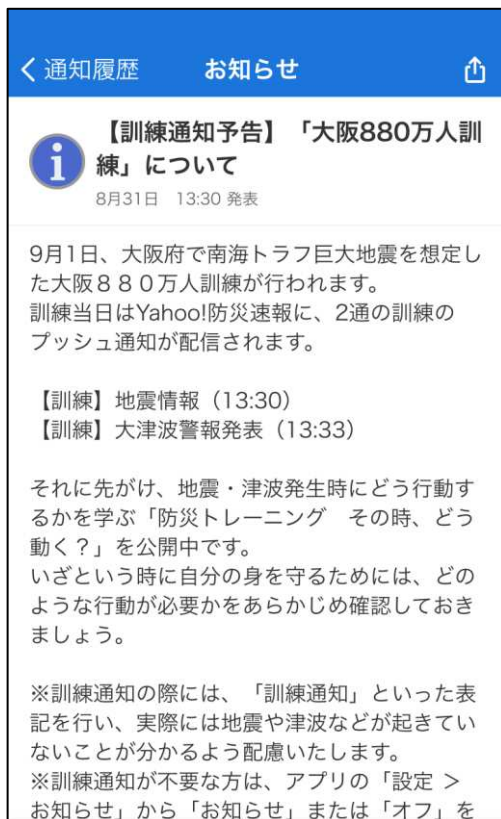 通知履歴 お知らせ
【訓練通知予告】「大阪880万人訓
練」について
8月31日 13:30 発表
9月1日、大阪府で南海トラフ巨大地震を想定し
た大阪８８０万人訓練が行われます。
訓練当日はYahoo!防災速報に、2通の訓練の
プッシュ通知が配信されます。
【訓練】地震情報（13:30）
【訓練】大津波警報発表（13:33）
それに先がけ、地震・津波発生時にどう行動す
るかを学ぶ「防災トレーニング　その時、どう
動く？」を公開中です。
いざという時に自分の身を守るためには、どの
ような行動が必要かをあらかじめ確認しておき
ましょう。
※訓練通知の際には、「訓練通知」といった表
記を行い、実際には地震や津波などが起きてい
ないことが分かるよう配慮いたします。
※訓練通知が不要な方は、アプリの「設定 ＞
お知らせ」から「お知らせ」または「オフ」を